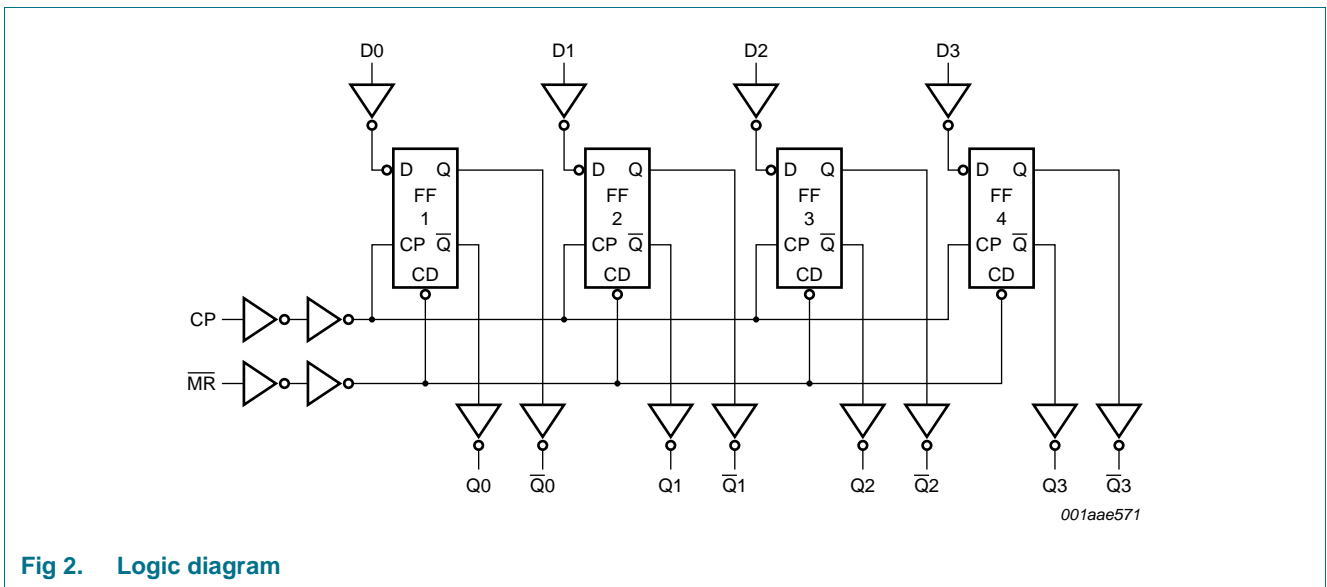 D0 D1 D2 D3
D Q D Q D Q D Q
FF FF FF FF
1 2 3 4
CP Q̅ CP Q̅ CP Q̅ CP Q̅
CD CD CD CD
CP
M̅R̅
Q0 Q̅0 Q1 Q̅1 Q2 Q̅2 Q3 Q̅3
001aae571
Fig 2. Logic diagram